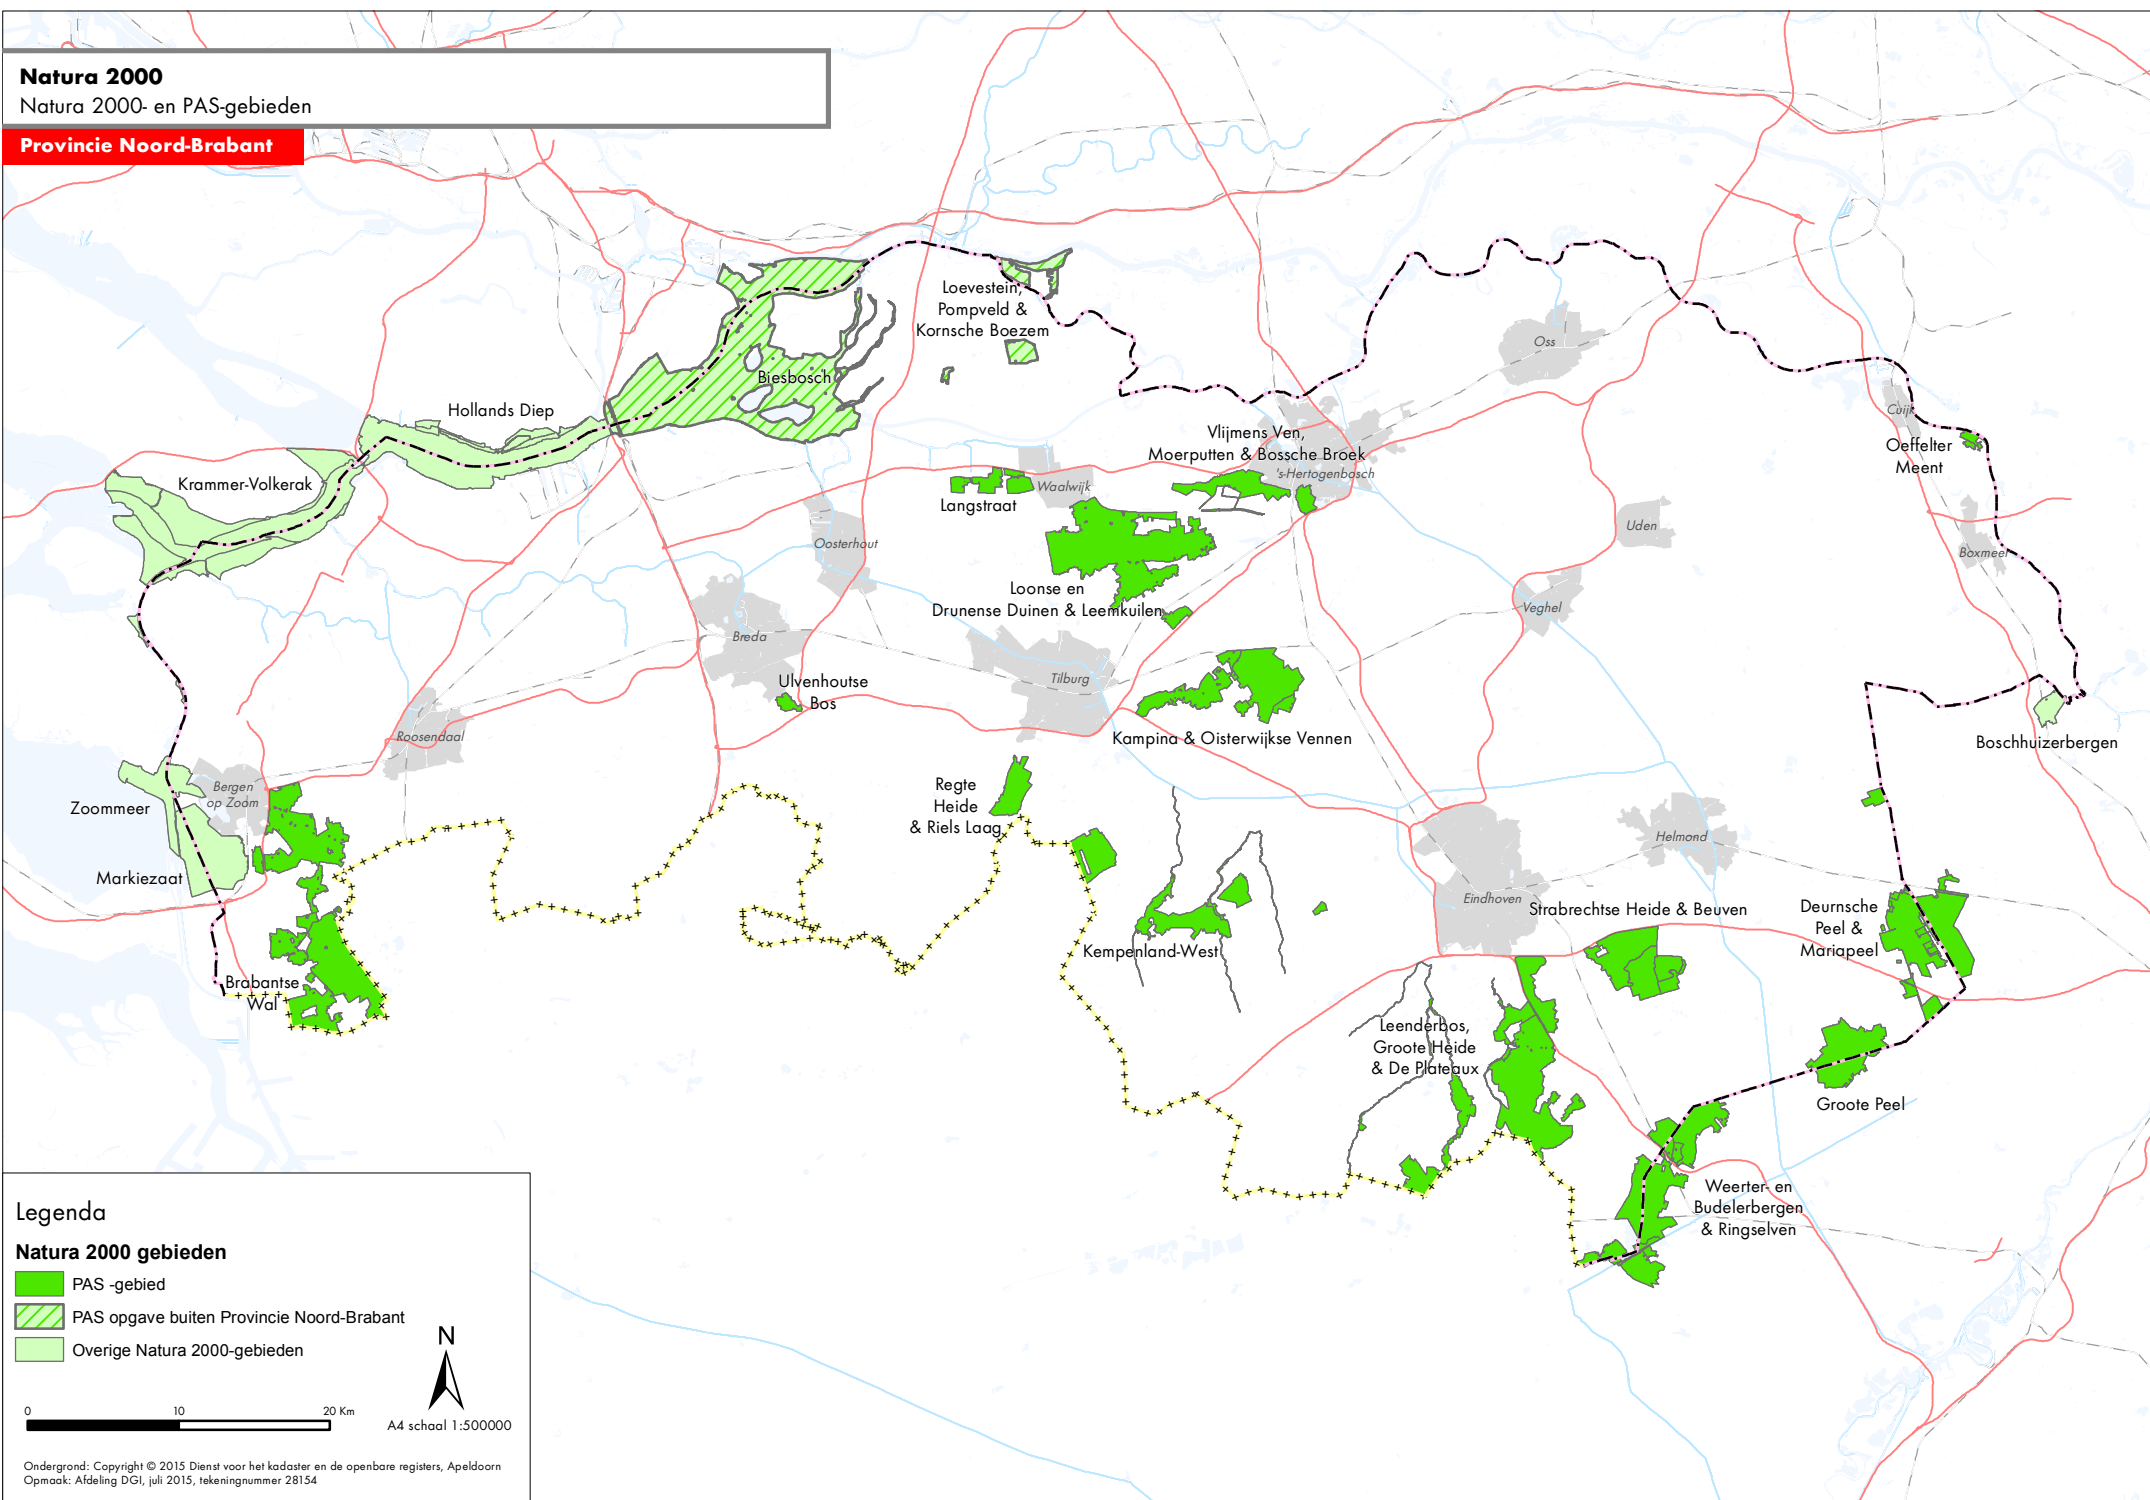 Natura 2000
Natura 2000- en PAS-gebieden
Provincie Noord-Brabant
Loevestein,
Pompveld &
Kornsche Boezem
Oss
Biesbosch
Hollands Diep
Cuijk
Oeffelter
Meent
Vlijmens Ven,
Moerputten & Bossche Broek
's-Hertogenbosch
Krammer-Volkerak
Waalwijk
Langstraat
Uden
Oosterhout
Boxmeer
Loonse en
Drunense Duinen & Leemkuilen
Veghel
Breda
Tilburg
Ulvenhoutse
Bos
Roosendaal
Kampina & Oisterwijkse Vennen
Boschhuizerbergen
Bergen
op Zoom
Zoommeer
Regte
Heide
& Riels Laag
Helmond
Markiezaat
Eindhoven
Strabrechtse Heide & Beuven
Deurnsche
Peel &
Mariapeel
Kempenland-West
Brabantse
Wal
Leenderbos,
Groote Heide
& De Plateaux
Groote Peel
Weerter- en
Budelerbergen
& Ringselven
Legenda
Natura 2000 gebieden
PAS -gebied
PAS opgave buiten Provincie Noord-Brabant
Overige Natura 2000-gebieden
N
0 10 20 Km
A4 schaal 1:500000
Ondergrond: Copyright © 2015 Dienst voor het kadaster en de openbare registers, Apeldoorn
Opmaak: Afdeling DGI, juli 2015, tekeningnummer 28154